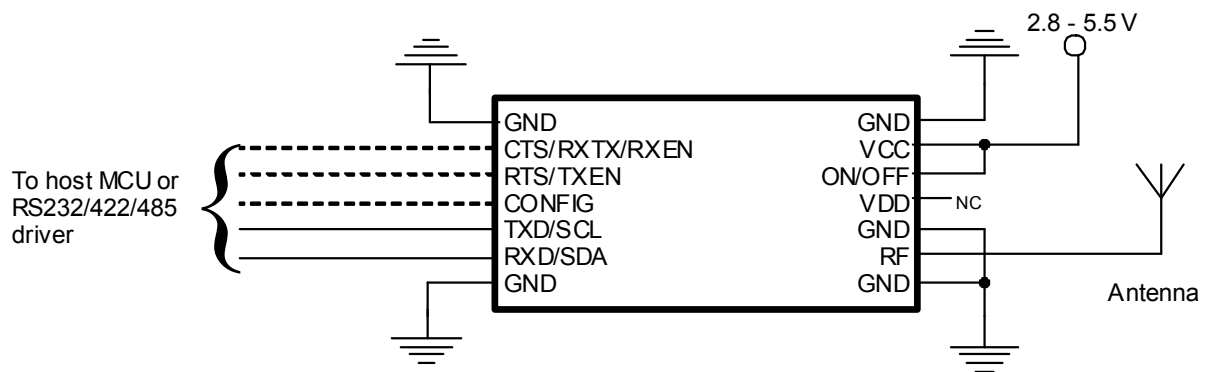 2.8 - 5.5 V
GND
CTS/RXTX/RXEN
RTS/TXEN
CONFIG
TXD/SCL
RXD/SDA
GND
GND
VCC
ON/OFF
VDD
NC
GND
RF
GND
To host MCU or
RS232/422/485
driver
Antenna